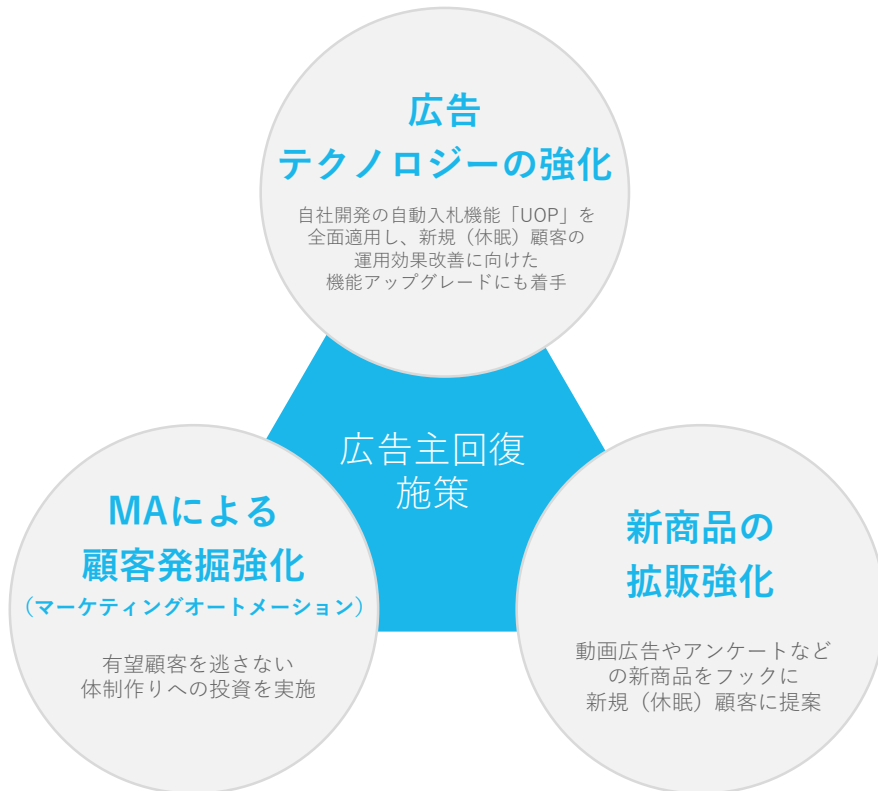 広告
テクノロジーの強化
自社開発の自動入札機能「UOP」を
全面適用し、新規（休眠）顧客の
運用効果改善に向けた
機能アップグレードにも着手
広告主回復
施策
MAによる
顧客発掘強化
（マーケティングオートメーション）
有望顧客を逃さない
体制作りへの投資を実施
新商品の
拡販強化
動画広告やアンケートなど
の新商品をフックに
新規（休眠）顧客に提案